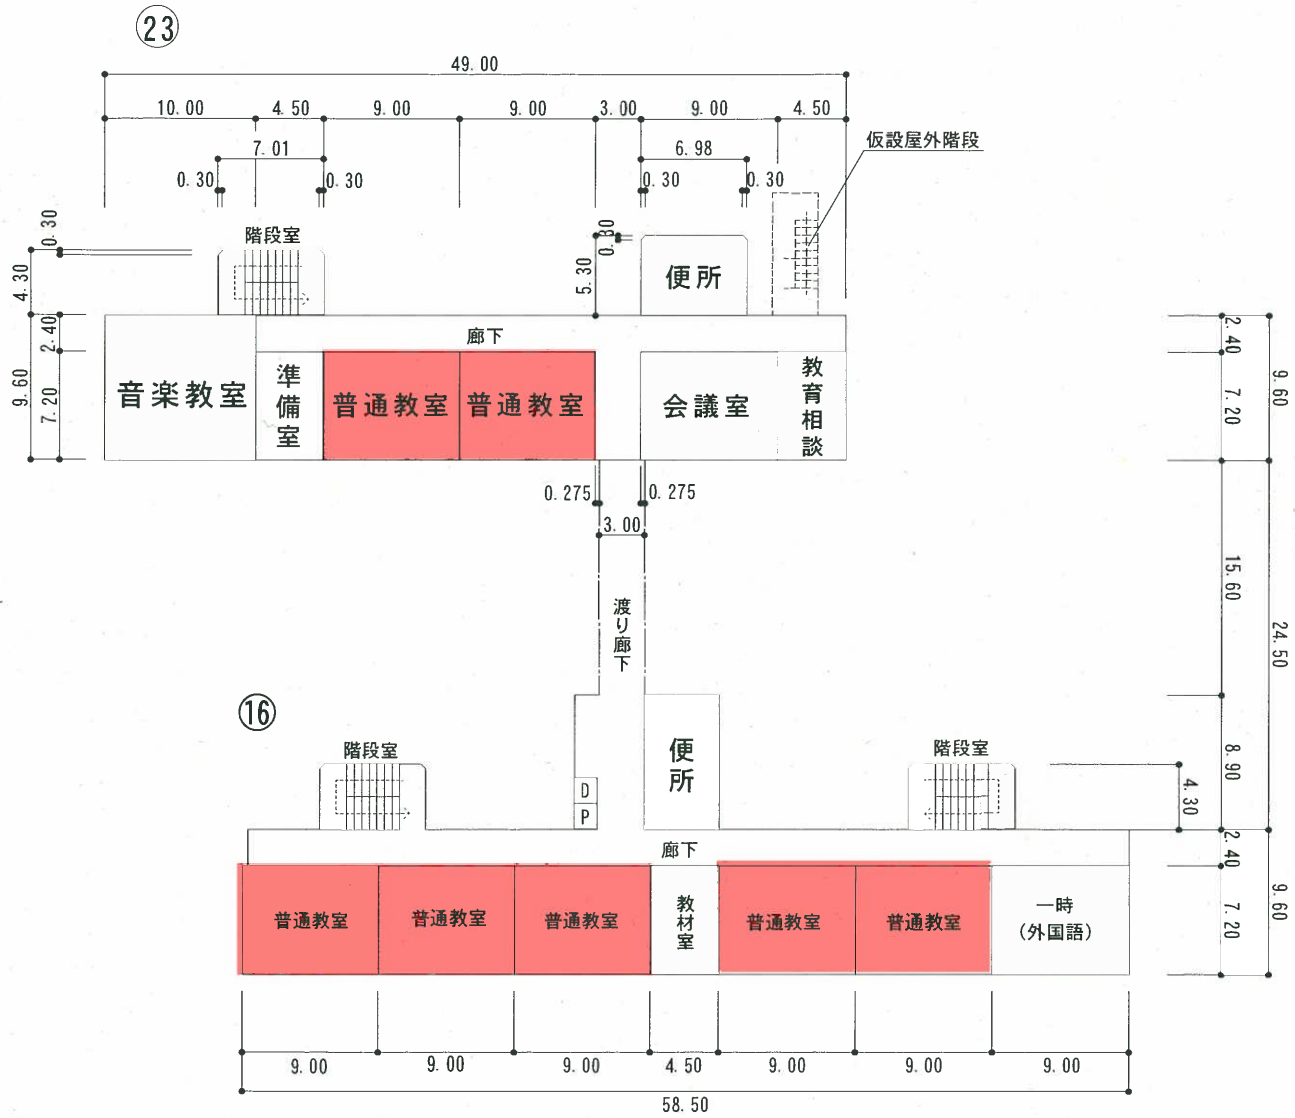 23
49.00
10.00 4.50 9.00 9.00 3.00 9.00 4.50
7.01 6.98
仮設屋外階段
0.30 0.30 0.30 0.30
0.30
階段室
0.30
4.30
5.30
便所
2.40
廊下
2.40
9.60
7.20
音楽教室
準備室
普通教室
普通教室
会議室
教育相談
7.20
9.60
0.275 0.275
3.00
15.60
渡り廊下
24.50
16
階段室
便所
階段室
8.90
4.30
D
P
廊下
2.40
普通教室
普通教室
普通教室
教材室
普通教室
普通教室
一時
(外国語)
7.20
9.60
9.00 9.00 9.00 4.50 9.00 9.00 9.00
58.50